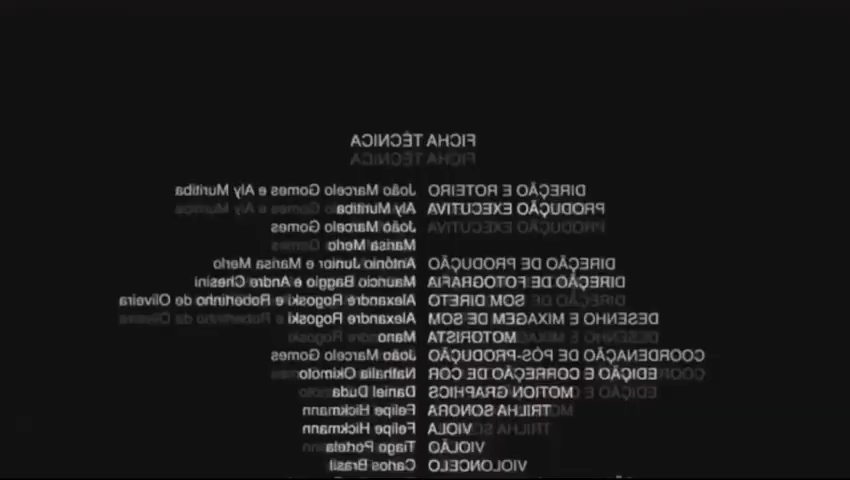 FICHA TÉCNICA
DIREÇÃO E ROTEIRO João Marcelo Gomes e Aly Muritiba
PRODUÇÃO EXECUTIVA Aly Muritiba
João Marcelo Gomes
Marisa Merlo
DIREÇÃO DE PRODUÇÃO Antônio Junior e Marisa Merlo
DIREÇÃO DE FOTOGRAFIA Mauricio Baggio e Andre Chesini
SOM DIRETO Alexandre Rogoski e Robertinho de Oliveira
DESENHO E MIXAGEM DE SOM Alexandre Rogoski
MOTORISTA Mano
COORDENAÇÃO DE PÓS-PRODUÇÃO João Marcelo Gomes
EDIÇÃO E CORREÇÃO DE COR Nathalia Okimoto
MOTION GRAPHICS Daniel Duda
TRILHA SONORA Felipe Hickmann
VIOLA Felipe Hickmann
VIOLÃO Tiago Portela
VIOLONCELO Carlos Brasil